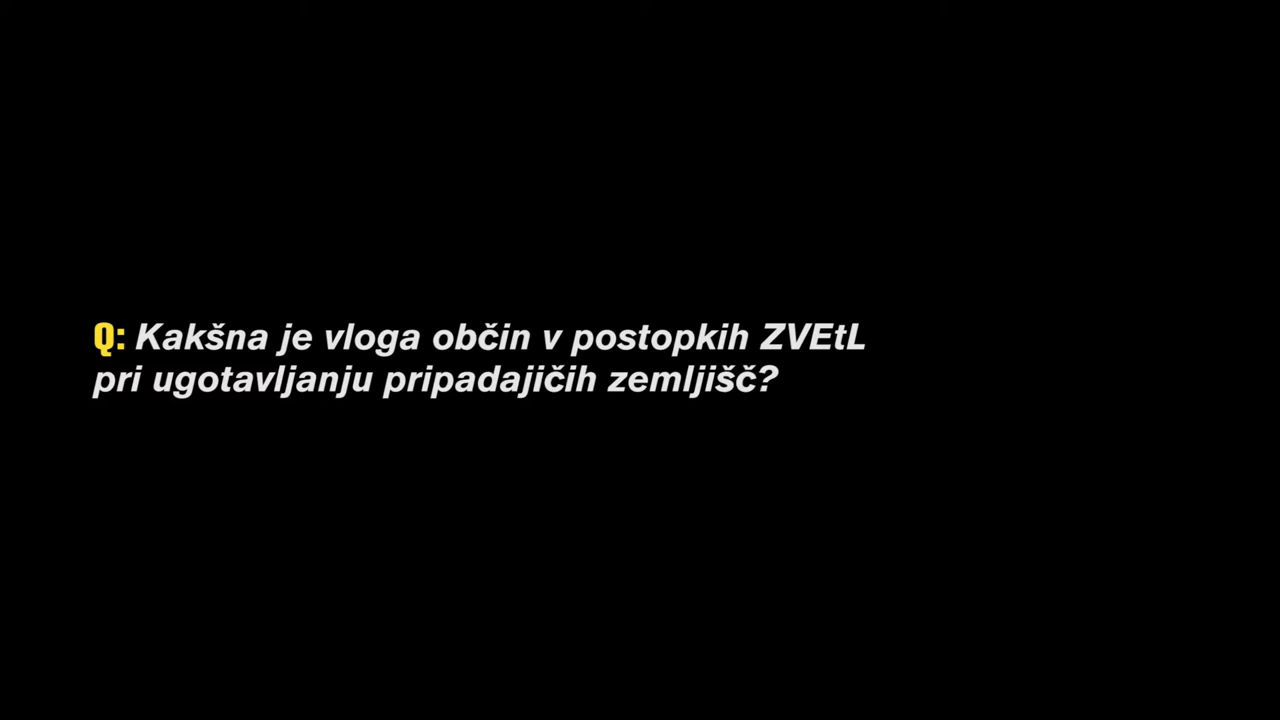 Q: Kakšna je vloga občin v postopkih ZVEtL
pri ugotavljanju pripadajičih zemljišč?